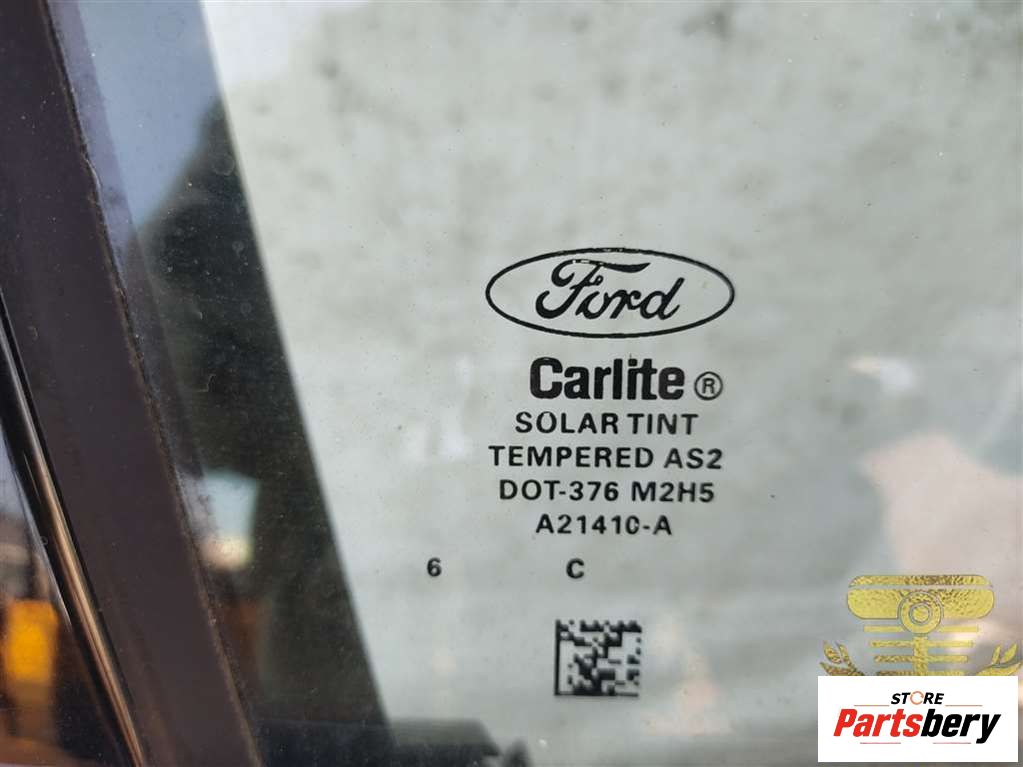 Ford
Carlite ®
SOLAR TINT
TEMPERED AS2
DOT-376 M2H5
A21410-A
6 C
STORE
Partsbery